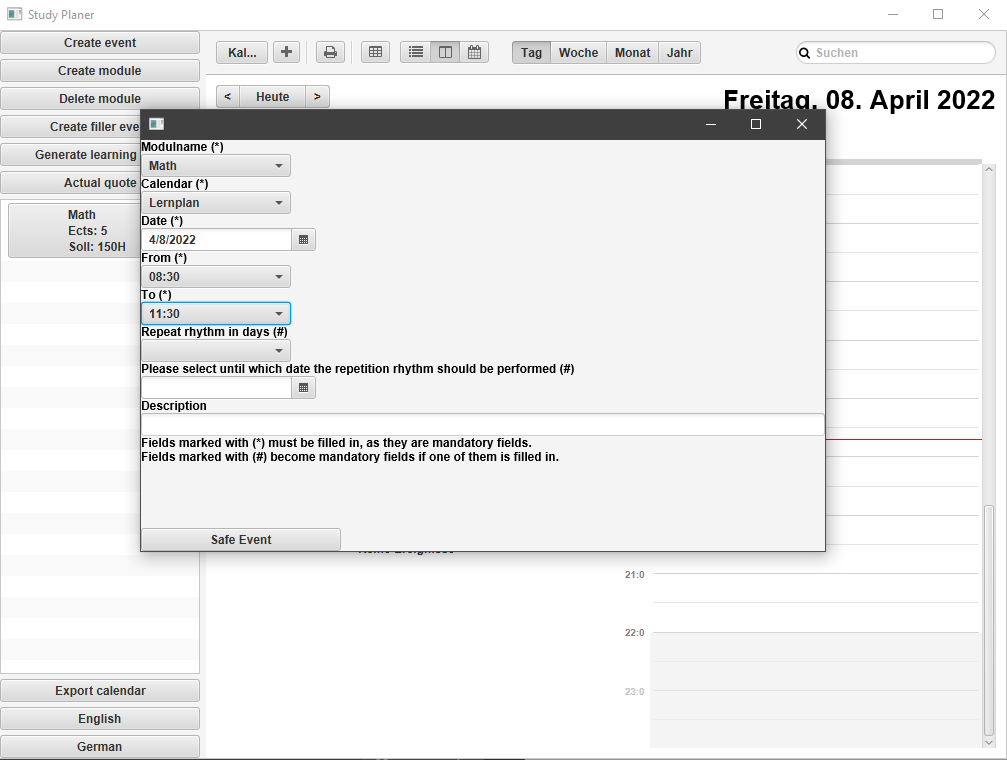 Study Planer
Create event
Create module
Delete module
Create filler eve
Generate learning
Actual quote
Math
Ects: 5
Soll: 150H
Export calendar
English
German
Kal...
Tag
Woche
Monat
Jahr
Suchen
<
Heute
>
Freitag, 08. April 2022
Modulname (*)
Math
Calendar (*)
Lernplan
Date (*)
4/8/2022
From (*)
08:30
To (*)
11:30
Repeat rhythm in days (#)
Please select until which date the repetition rhythm should be performed (#)
Description
Fields marked with (*) must be filled in, as they are mandatory fields.
Fields marked with (#) become mandatory fields if one of them is filled in.
Safe Event
21:0
22:0
23:0